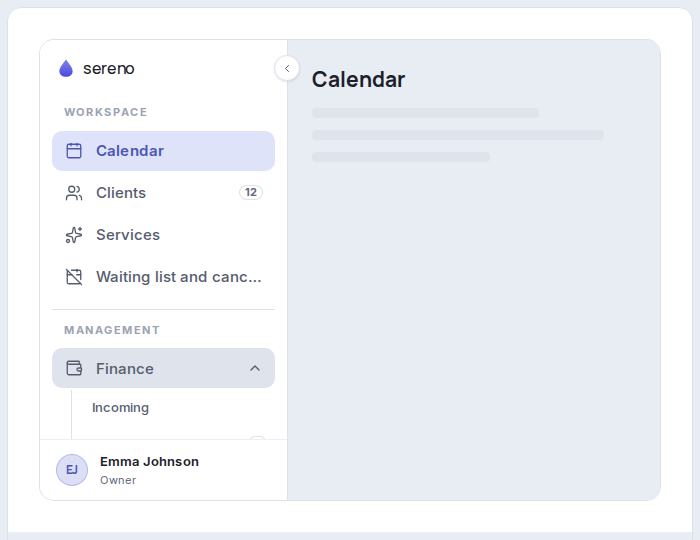 sereno
WORKSPACE
Calendar
Clients
12
Services
Waiting list and canc...
MANAGEMENT
Finance
Incoming
EJ
Emma Johnson
Owner
Calendar